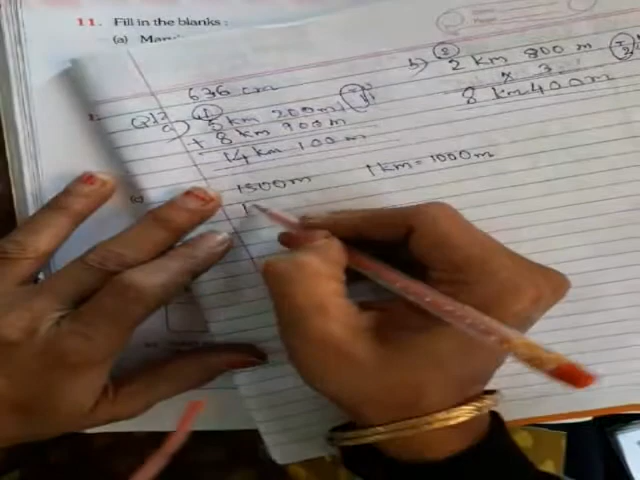 11. Fill in the blanks :
(a)
676 cm
Q12
a) 5 km 200 m
+ 8 km 900 m
14 km 100 m
b) 2 km 800 m
x 3
8 km 400 m
(c)
1500 m
1 km = 1000 m